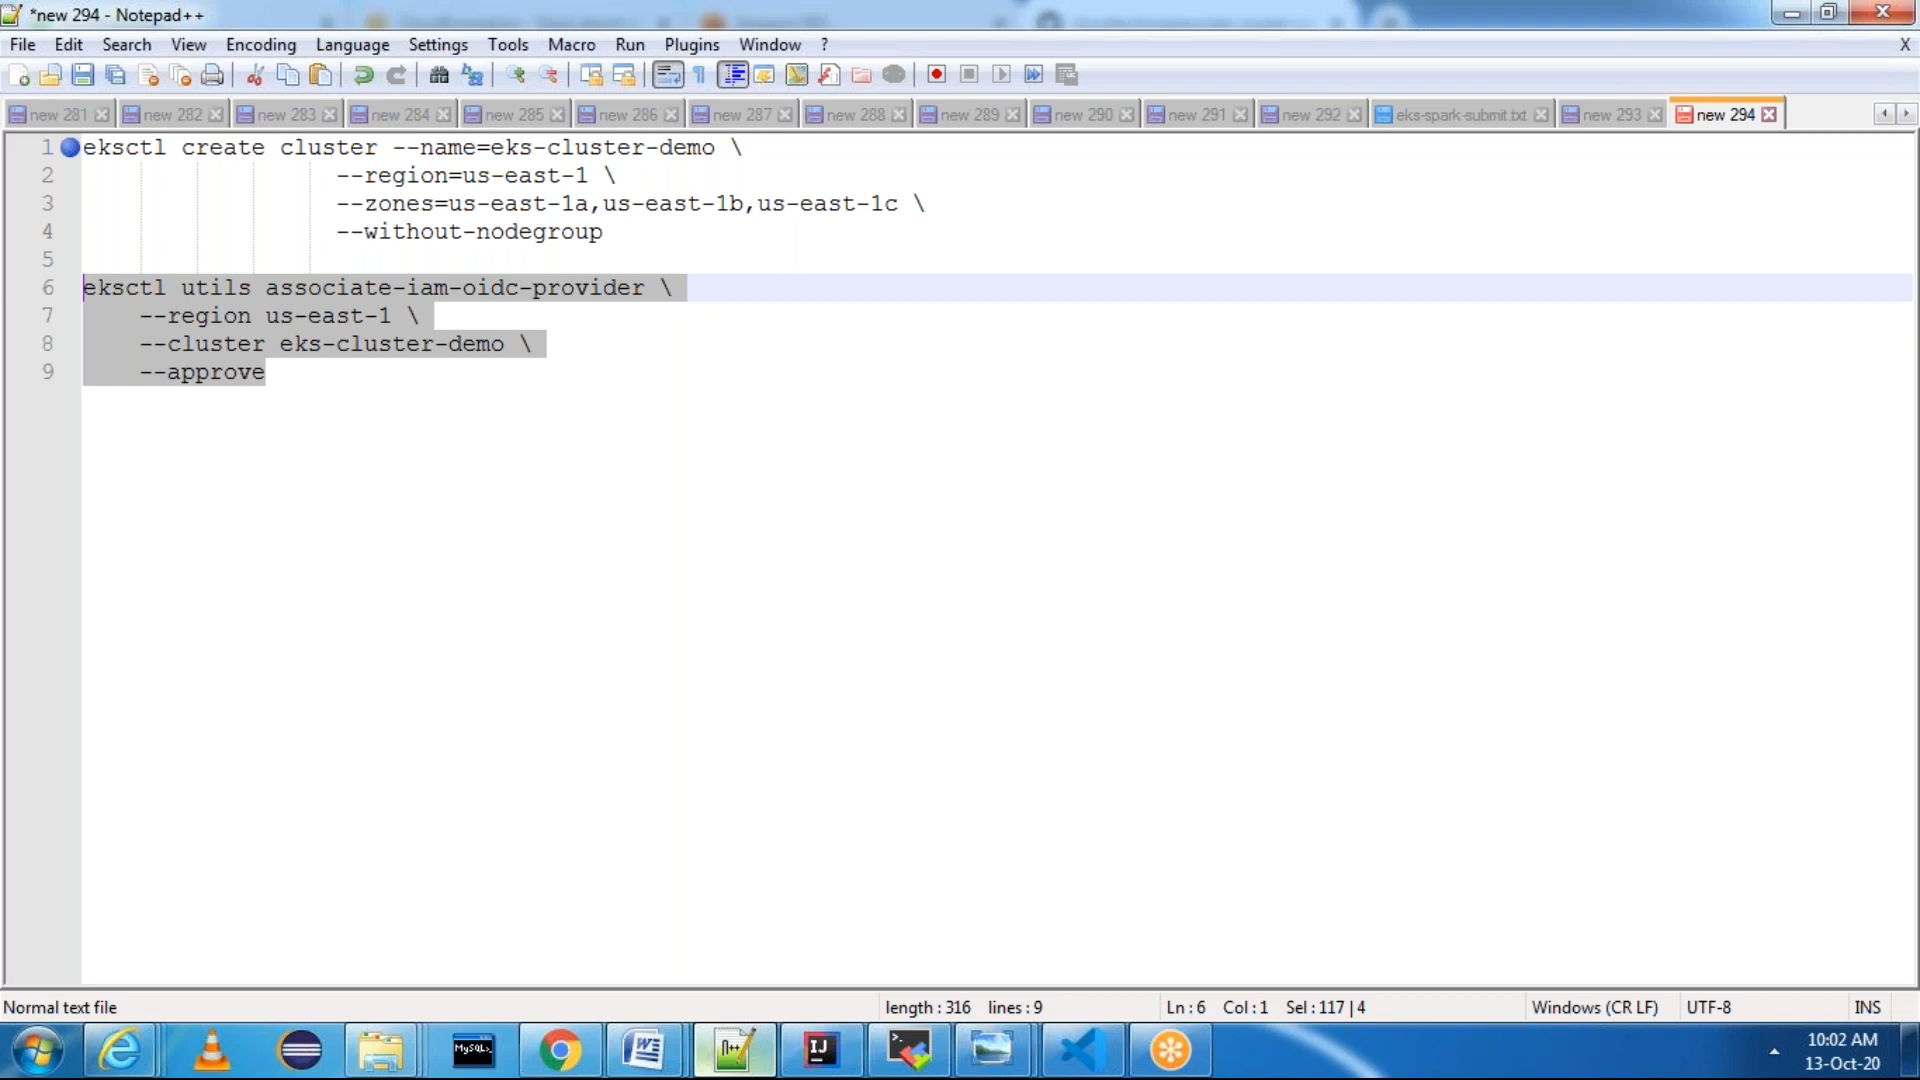 *new 294 - Notepad++
File Edit Search View Encoding Language Settings Tools Macro Run Plugins Window ? X
new 281 new 282 new 283 new 284 new 285 new 286 new 287 new 288 new 289 new 290 new 291 new 292 eks-spark-submit.txt new 293 new 294
1 eksctl create cluster --name=eks-cluster-demo \
2 --region=us-east-1 \
3 --zones=us-east-1a,us-east-1b,us-east-1c \
4 --without-nodegroup
5
6 eksctl utils associate-iam-oidc-provider \
7 --region us-east-1 \
8 --cluster eks-cluster-demo \
9 --approve
Normal text file length : 316 lines : 9 Ln : 6 Col : 1 Sel : 117 | 4 Windows (CR LF) UTF-8 INS
MySQL>_ W n++ IJ 10:02 AM
13-Oct-20